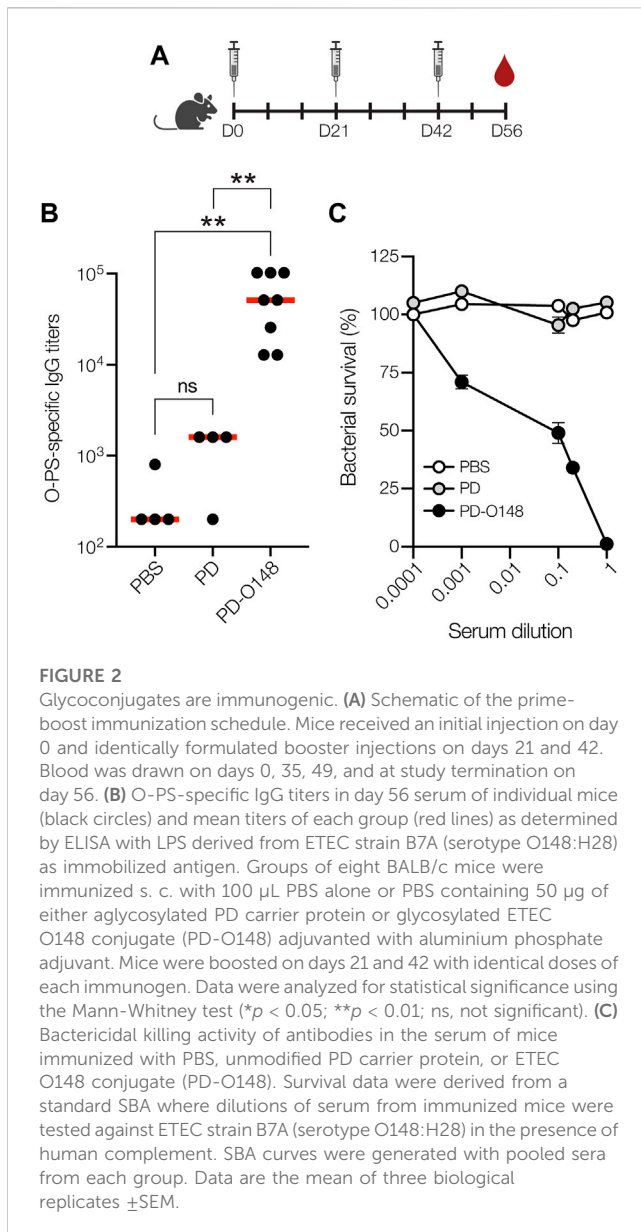 A
D0
D21
D42
D56
B
**
**
ns
O-PS-specific IgG titers
10⁵
10⁴
10³
10²
PBS
PD
PD-O148
C
Bacterial survival (%)
125
100
75
50
25
0
PBS
PD
PD-O148
0.0001
0.001
0.01
0.1
1
Serum dilution
FIGURE 2
Glycoconjugates are immunogenic. (A) Schematic of the prime-
boost immunization schedule. Mice received an initial injection on day
0 and identically formulated booster injections on days 21 and 42.
Blood was drawn on days 0, 35, 49, and at study termination on
day 56. (B) O-PS-specific IgG titers in day 56 serum of individual mice
(black circles) and mean titers of each group (red lines) as determined
by ELISA with LPS derived from ETEC strain B7A (serotype O148:H28)
as immobilized antigen. Groups of eight BALB/c mice were
immunized s. c. with 100 µL PBS alone or PBS containing 50 µg of
either aglycosylated PD carrier protein or glycosylated ETEC
O148 conjugate (PD-O148) adjuvanted with aluminium phosphate
adjuvant. Mice were boosted on days 21 and 42 with identical doses of
each immunogen. Data were analyzed for statistical significance using
the Mann-Whitney test (*p < 0.05; **p < 0.01; ns, not significant). (C)
Bactericidal killing activity of antibodies in the serum of mice
immunized with PBS, unmodified PD carrier protein, or ETEC
O148 conjugate (PD-O148). Survival data were derived from a
standard SBA where dilutions of serum from immunized mice were
tested against ETEC strain B7A (serotype O148:H28) in the presence of
human complement. SBA curves were generated with pooled sera
from each group. Data are the mean of three biological
replicates ±SEM.